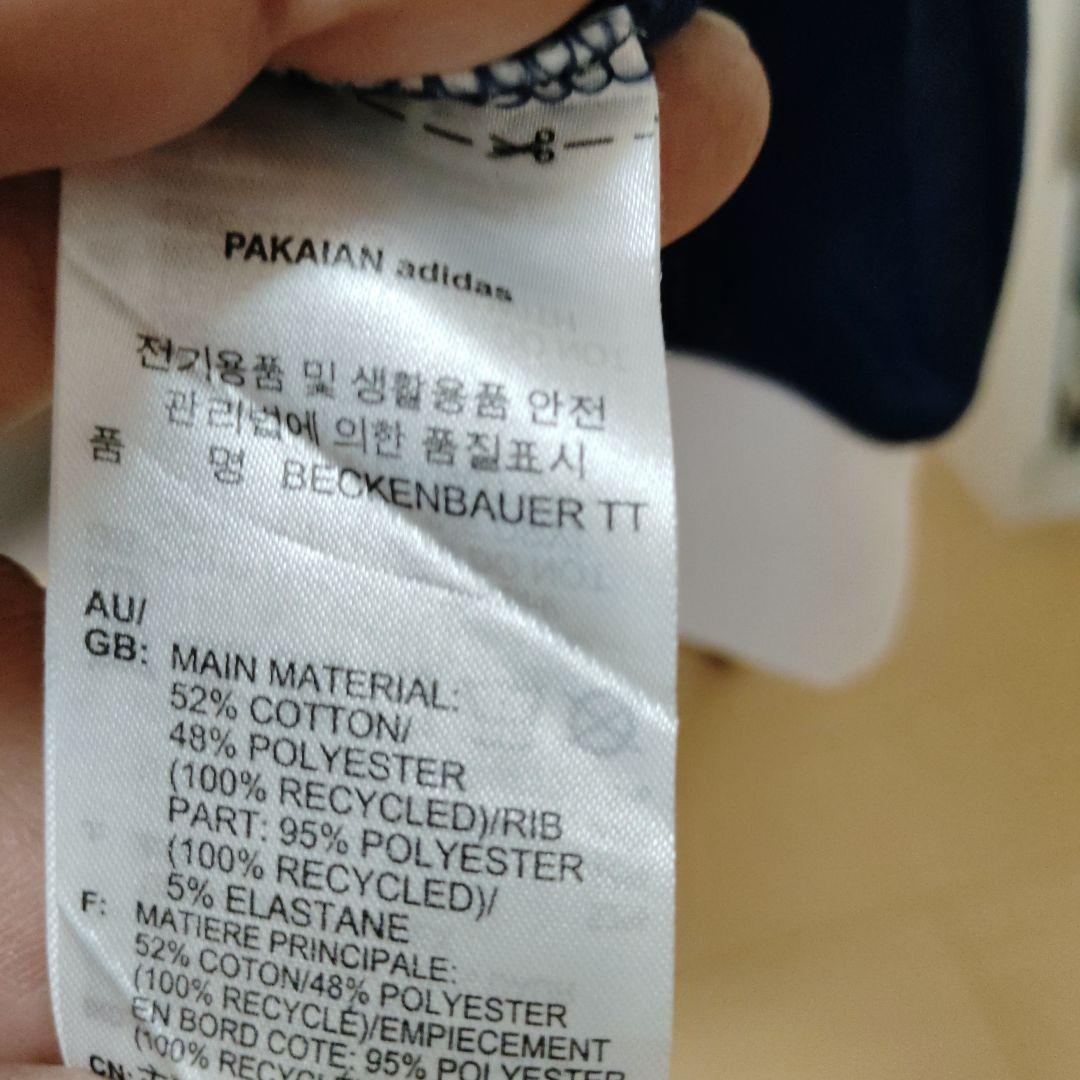 PAKAIAN adidas
전기용품 및 생활용품 안전
관리법에 의한 품질표시
품 명 BECKENBAUER TT
AU/
GB: MAIN MATERIAL:
52% COTTON/
48% POLYESTER
(100% RECYCLED)/RIB
PART: 95% POLYESTER
(100% RECYCLED)/
5% ELASTANE
F: MATIERE PRINCIPALE:
52% COTON/48% POLYESTER
(100% RECYCLÉ)/EMPIECEMENT
EN BORD COTE: 95% POLYESTER
(100%
CN: